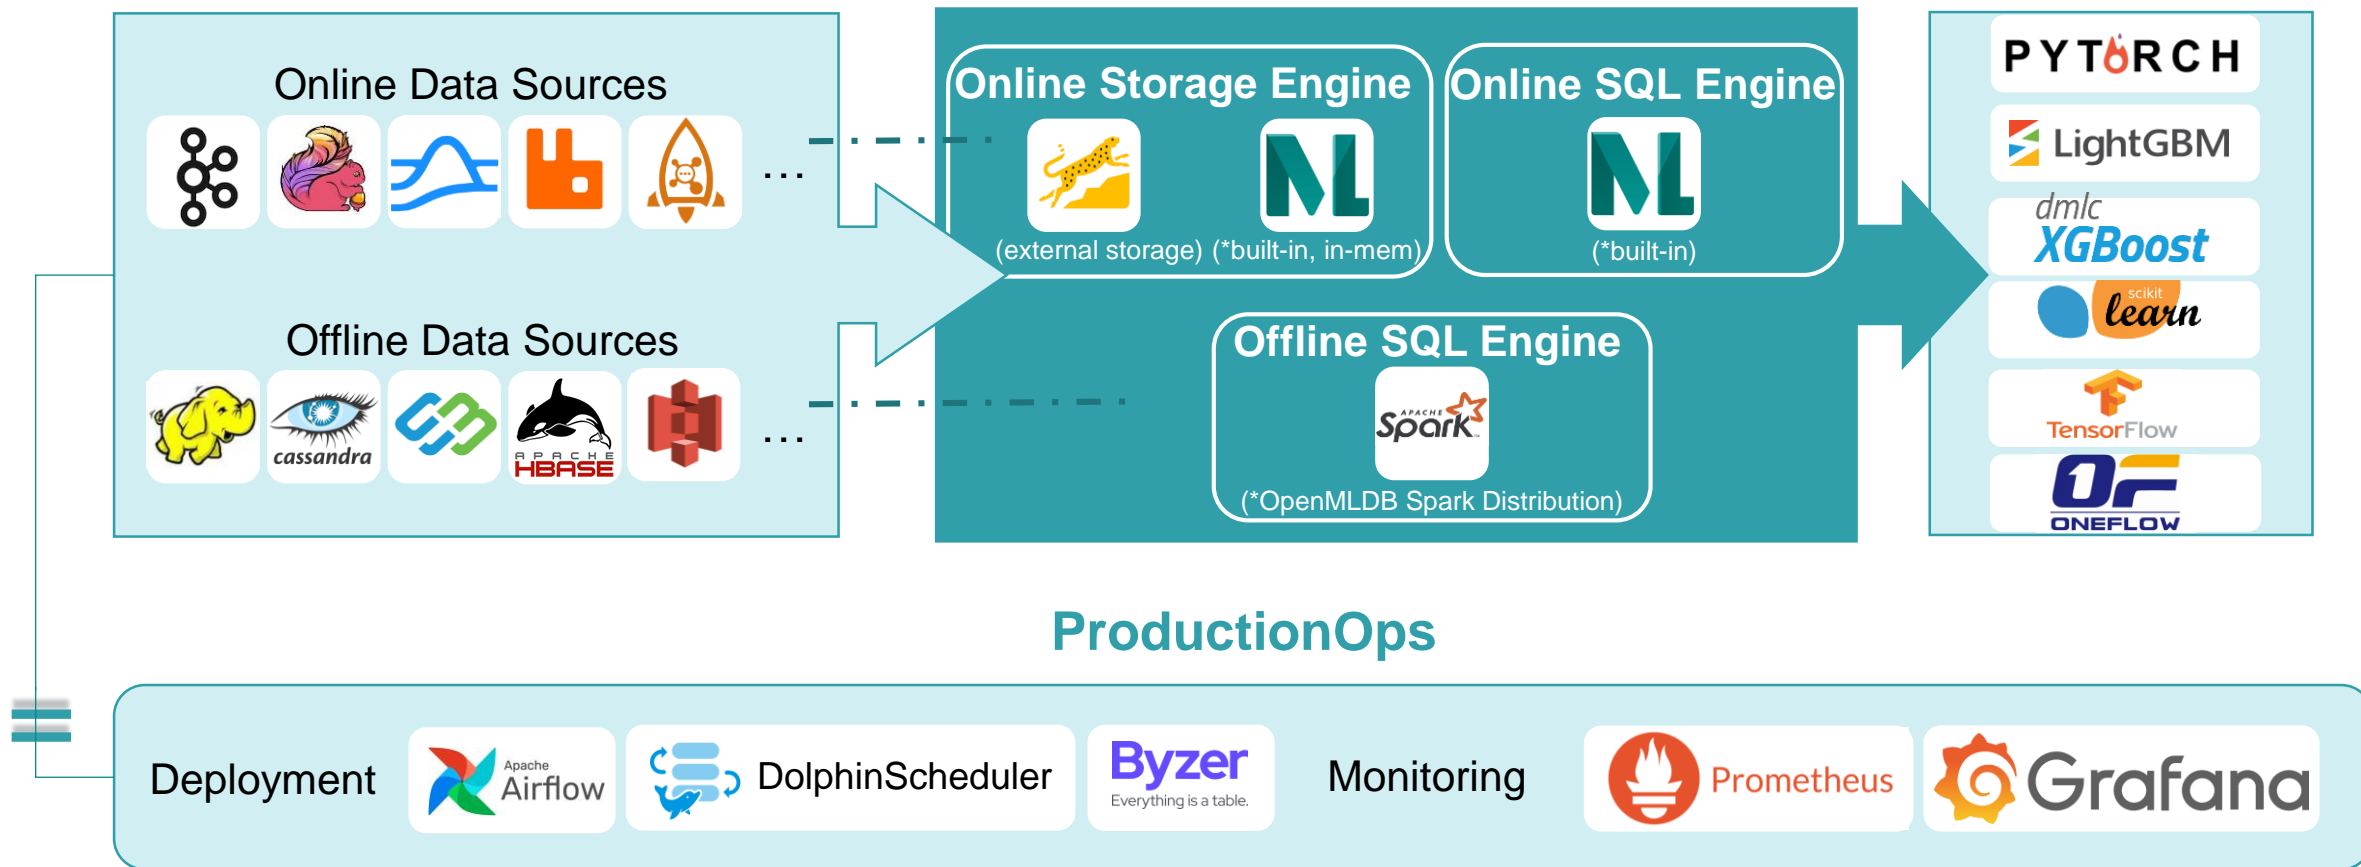 Online Data Sources
...
Offline Data Sources
cassandra
APACHE
HBASE
...
Online Storage Engine
(external storage) (*built-in, in-mem)
Online SQL Engine
(*built-in)
Offline SQL Engine
APACHE
Spark
(*OpenMLDB Spark Distribution)
PYTORCH
LightGBM
dmlc
XGBoost
scikit
learn
TensorFlow
ONEFLOW
ProductionOps
Deployment
Apache
Airflow
DolphinScheduler
Byzer
Everything is a table.
Monitoring
Prometheus
Grafana